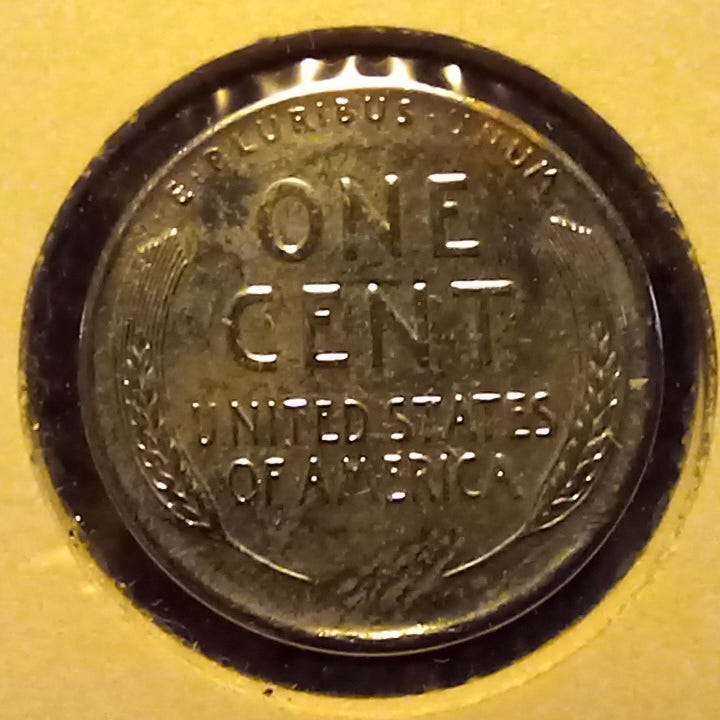 E·PLURIBUS·UNUM
ONE
CENT
UNITED STATES
OF AMERICA